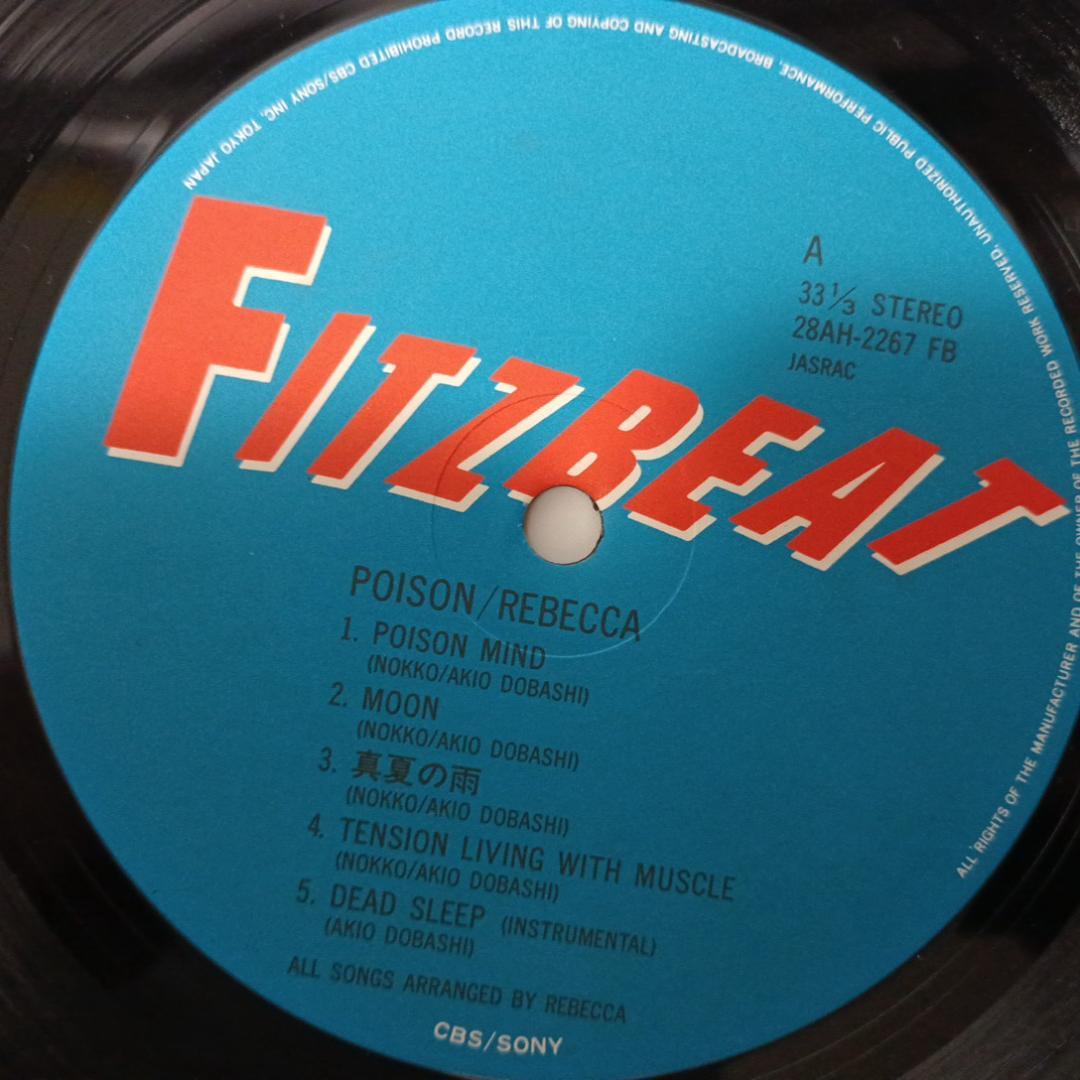 FITZBEAT
A
33 1/3 STEREO
28AH-2267 FB
JASRAC
POISON/REBECCA
1. POISON MIND
(NOKKO/AKIO DOBASHI)
2. MOON
(NOKKO/AKIO DOBASHI)
3. 真夏の雨
(NOKKO/AKIO DOBASHI)
4. TENSION LIVING WITH MUSCLE
(NOKKO/AKIO DOBASHI)
5. DEAD SLEEP (INSTRUMENTAL)
(AKIO DOBASHI)
ALL SONGS ARRANGED BY REBECCA
CBS/SONY
ALL RIGHTS OF THE MANUFACTURER AND OF THE OWNER OF THE RECORDED WORK RESERVED, UNAUTHORIZED PUBLIC PERFORMANCE, BROADCASTING AND COPYING OF THIS RECORD PROHIBITED CBS/SONY INC. TOKYO JAPAN